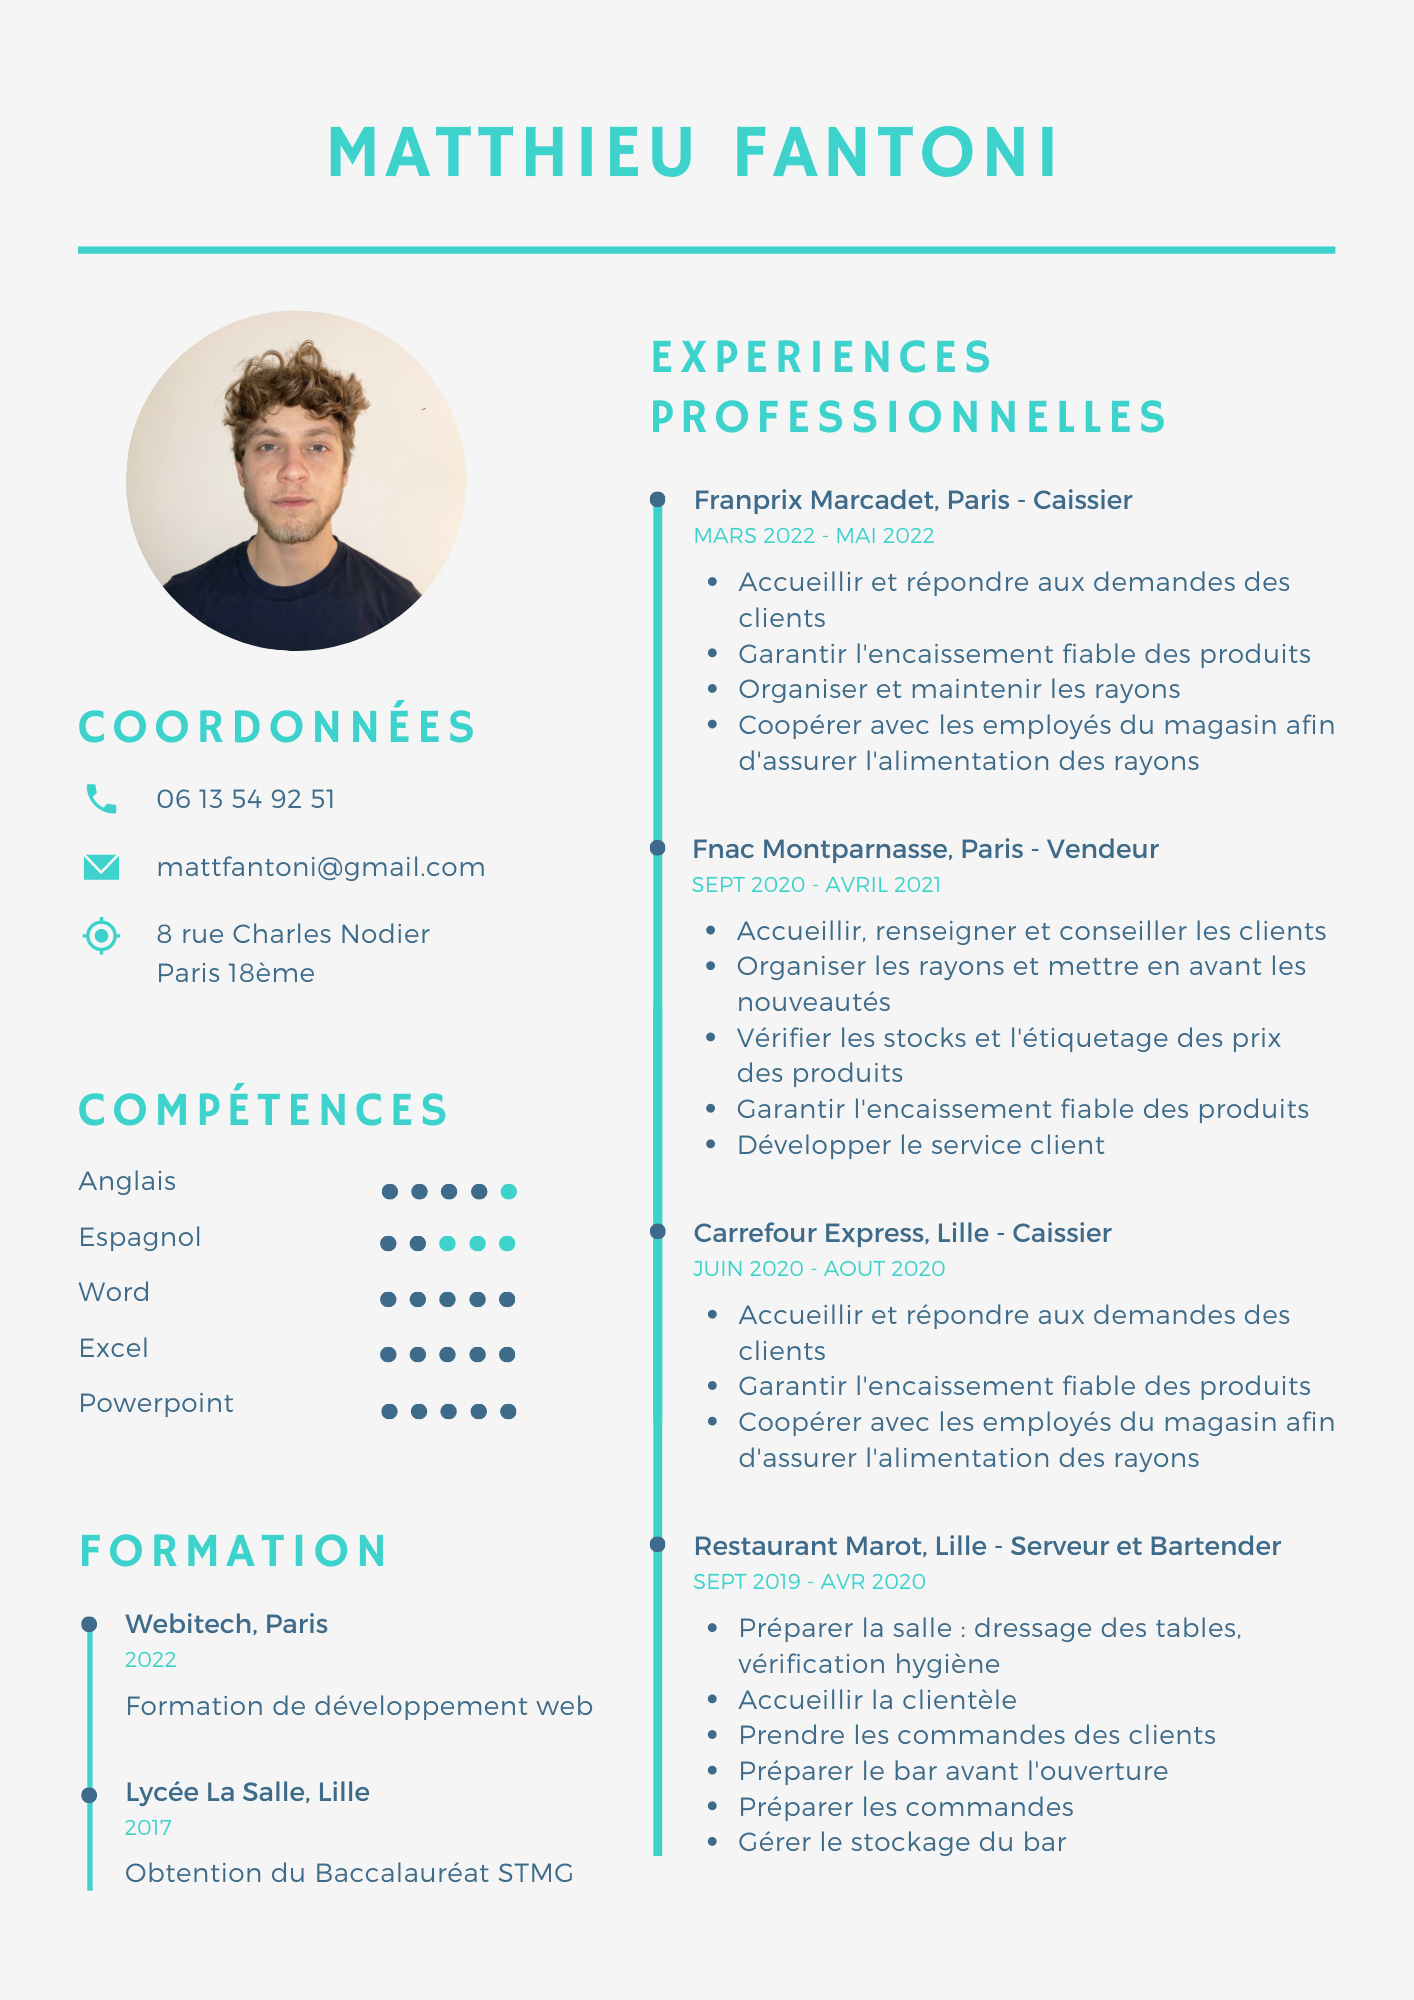 MATTHIEU FANTONI
COORDONNÉES
06 13 54 92 51
mattfantoni@gmail.com
8 rue Charles Nodier
Paris 18ème
COMPÉTENCES
Anglais
Espagnol
Word
Excel
Powerpoint
FORMATION
Webitech, Paris
2022
Formation de développement web
Lycée La Salle, Lille
2017
Obtention du Baccalauréat STMG
EXPERIENCES
PROFESSIONNELLES
Franprix Marcadet, Paris - Caissier
MARS 2022 - MAI 2022
• Accueillir et répondre aux demandes des
clients
• Garantir l'encaissement fiable des produits
• Organiser et maintenir les rayons
• Coopérer avec les employés du magasin afin
d'assurer l'alimentation des rayons
Fnac Montparnasse, Paris - Vendeur
SEPT 2020 - AVRIL 2021
• Accueillir, renseigner et conseiller les clients
• Organiser les rayons et mettre en avant les
nouveautés
• Vérifier les stocks et l'étiquetage des prix
des produits
• Garantir l'encaissement fiable des produits
• Développer le service client
Carrefour Express, Lille - Caissier
JUIN 2020 - AOUT 2020
• Accueillir et répondre aux demandes des
clients
• Garantir l'encaissement fiable des produits
• Coopérer avec les employés du magasin afin
d'assurer l'alimentation des rayons
Restaurant Marot, Lille - Serveur et Bartender
SEPT 2019 - AVR 2020
• Préparer la salle : dressage des tables,
vérification hygiène
• Accueillir la clientèle
• Prendre les commandes des clients
• Préparer le bar avant l'ouverture
• Préparer les commandes
• Gérer le stockage du bar